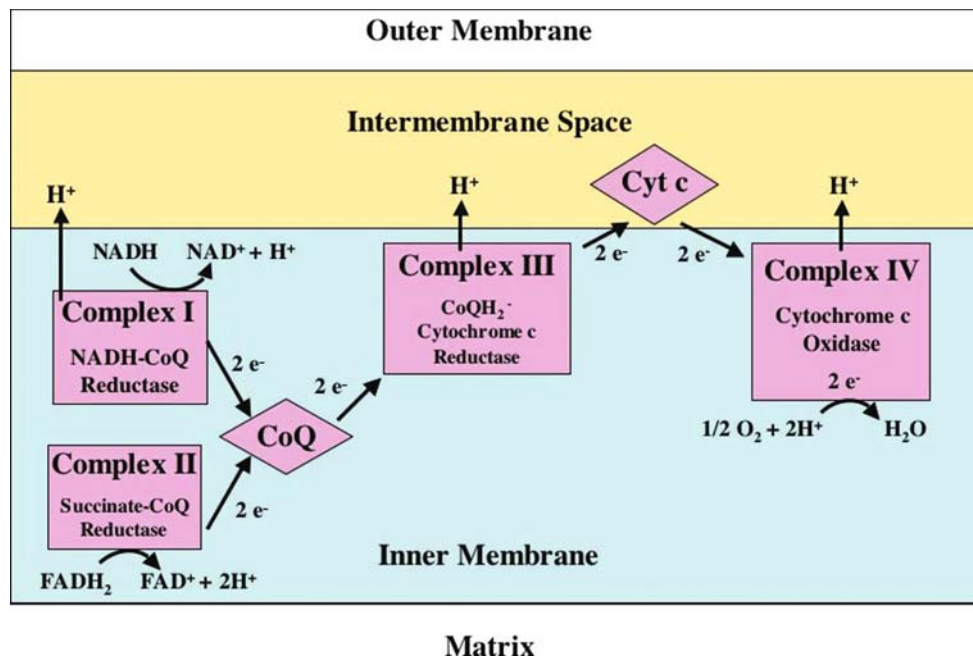 Outer Membrane
Intermembrane Space
Cyt c
H⁺
H⁺
H⁺
NADH
NAD⁺ + H⁺
2 e⁻
2 e⁻
Complex I
NADH-CoQ
Reductase
2 e⁻
Complex III
CoQH₂⁻
Cytochrome c
Reductase
2 e⁻
Complex IV
Cytochrome c
Oxidase
2 e⁻
1/2 O₂ + 2H⁺
H₂O
CoQ
Complex II
Succinate-CoQ
Reductase
2 e⁻
FADH₂
FAD⁺ + 2H⁺
Inner Membrane
Matrix